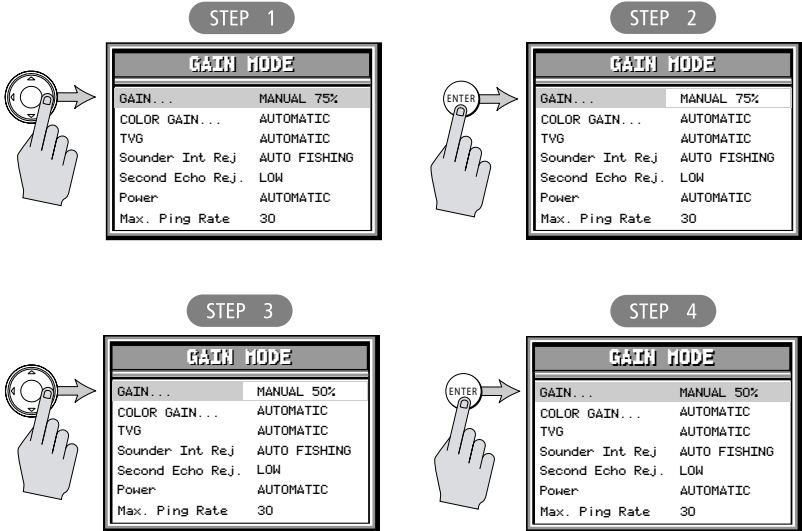 STEP 1
GAIN MODE
GAIN... MANUAL 75%
COLOR GAIN... AUTOMATIC
TVG AUTOMATIC
Sounder Int Rej AUTO FISHING
Second Echo Rej. LOW
Power AUTOMATIC
Max. Ping Rate 30
STEP 2
ENTER
GAIN MODE
GAIN... MANUAL 75%
COLOR GAIN... AUTOMATIC
TVG AUTOMATIC
Sounder Int Rej AUTO FISHING
Second Echo Rej. LOW
Power AUTOMATIC
Max. Ping Rate 30
STEP 3
GAIN MODE
GAIN... MANUAL 50%
COLOR GAIN... AUTOMATIC
TVG AUTOMATIC
Sounder Int Rej AUTO FISHING
Second Echo Rej. LOW
Power AUTOMATIC
Max. Ping Rate 30
STEP 4
ENTER
GAIN MODE
GAIN... MANUAL 50%
COLOR GAIN... AUTOMATIC
TVG AUTOMATIC
Sounder Int Rej AUTO FISHING
Second Echo Rej. LOW
Power AUTOMATIC
Max. Ping Rate 30